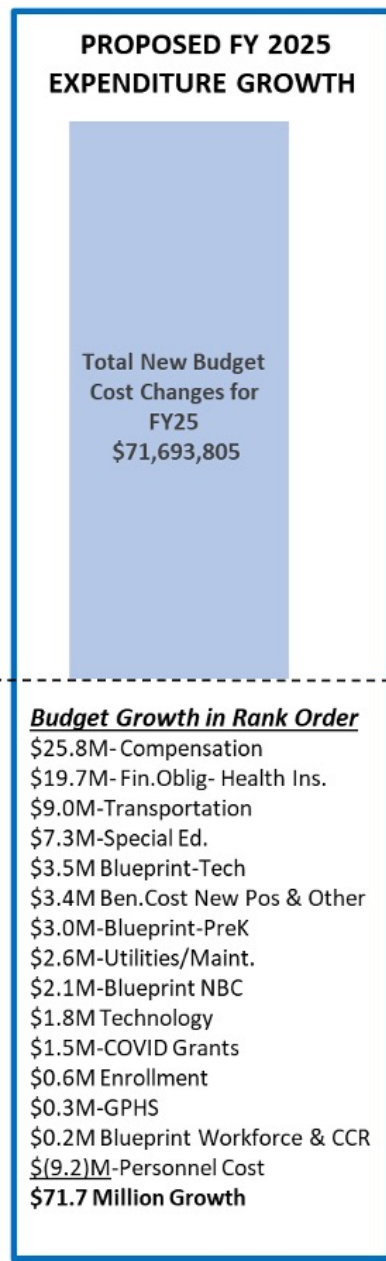 PROPOSED FY 2025
EXPENDITURE GROWTH
Total New Budget
Cost Changes for
FY25
$71,693,805
Budget Growth in Rank Order
$25.8M- Compensation
$19.7M- Fin.Oblig- Health Ins.
$9.0M-Transportation
$7.3M-Special Ed.
$3.5M Blueprint-Tech
$3.4M Ben.Cost New Pos & Other
$3.0M-Blueprint-PreK
$2.6M-Utilities/Maint.
$2.1M-Blueprint NBC
$1.8M Technology
$1.5M-COVID Grants
$0.6M Enrollment
$0.3M-GPHS
$0.2M Blueprint Workforce & CCR
$(9.2)M-Personnel Cost
$71.7 Million Growth